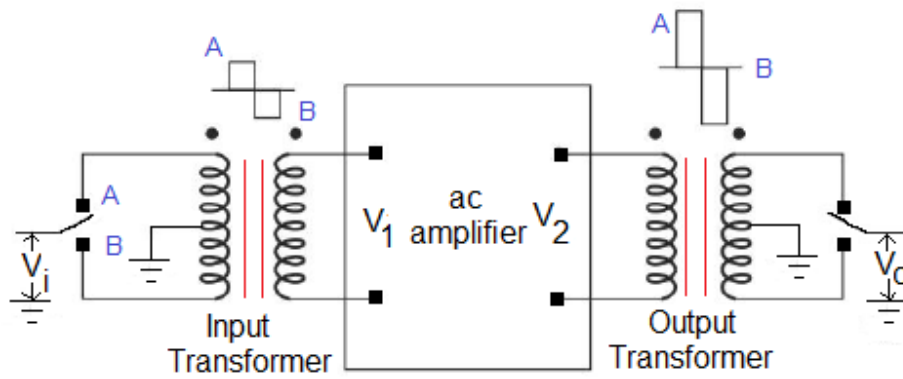 A
B
A
B
A
B
Vi
V1
ac
amplifier
V2
Vo
Input
Transformer
Output
Transformer